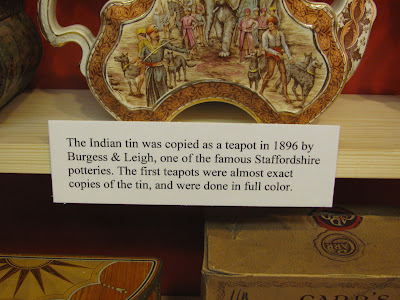 The Indian tin was copied as a teapot in 1896 by
Burgess & Leigh, one of the famous Staffordshire
potteries. The first teapots were almost exact
copies of the tin, and were done in full color.